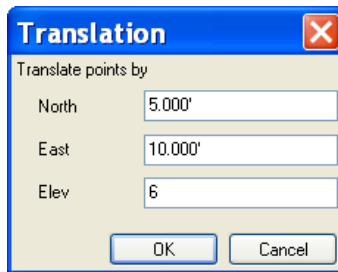 Translation
Translate points by
North 5.000'
East 10.000'
Elev 6
OK Cancel